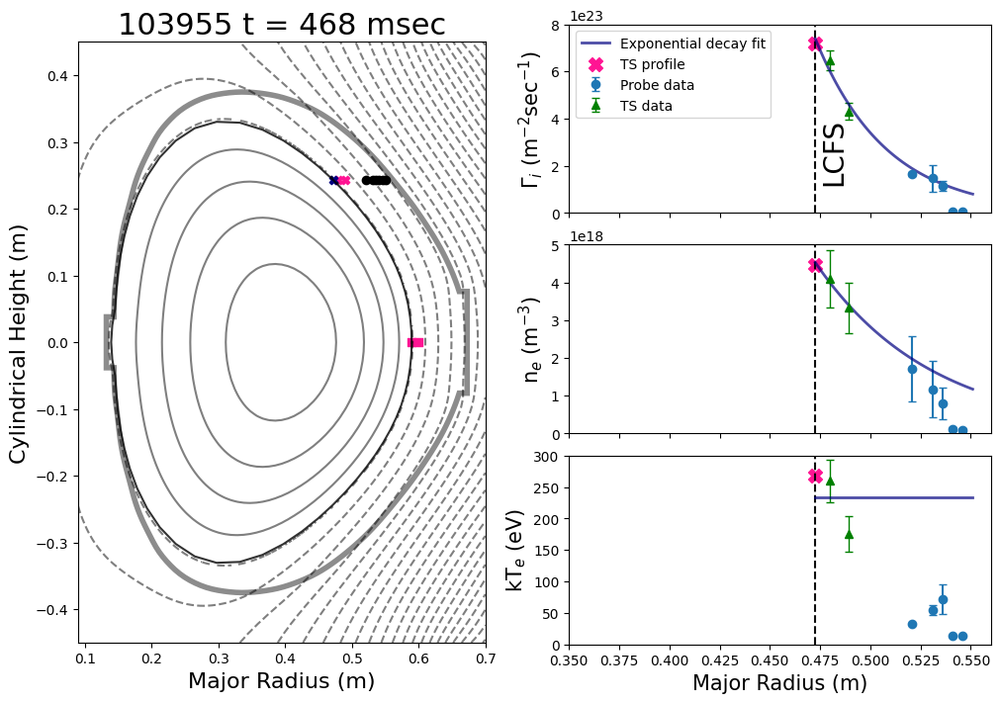 103955 t = 468 msec
Cylindrical Height (m)
0.4
0.3
0.2
0.1
0.0
−0.1
−0.2
−0.3
−0.4
0.1 0.2 0.3 0.4 0.5 0.6 0.7
Major Radius (m)
1e23
Γᵢ (m⁻²sec⁻¹)
8
6
4
2
0
Exponential decay fit
TS profile
Probe data
TS data
LCFS
1e18
nₑ (m⁻³)
5
4
3
2
1
0
kTₑ (eV)
300
250
200
150
100
50
0
0.350 0.375 0.400 0.425 0.450 0.475 0.500 0.525 0.550
Major Radius (m)